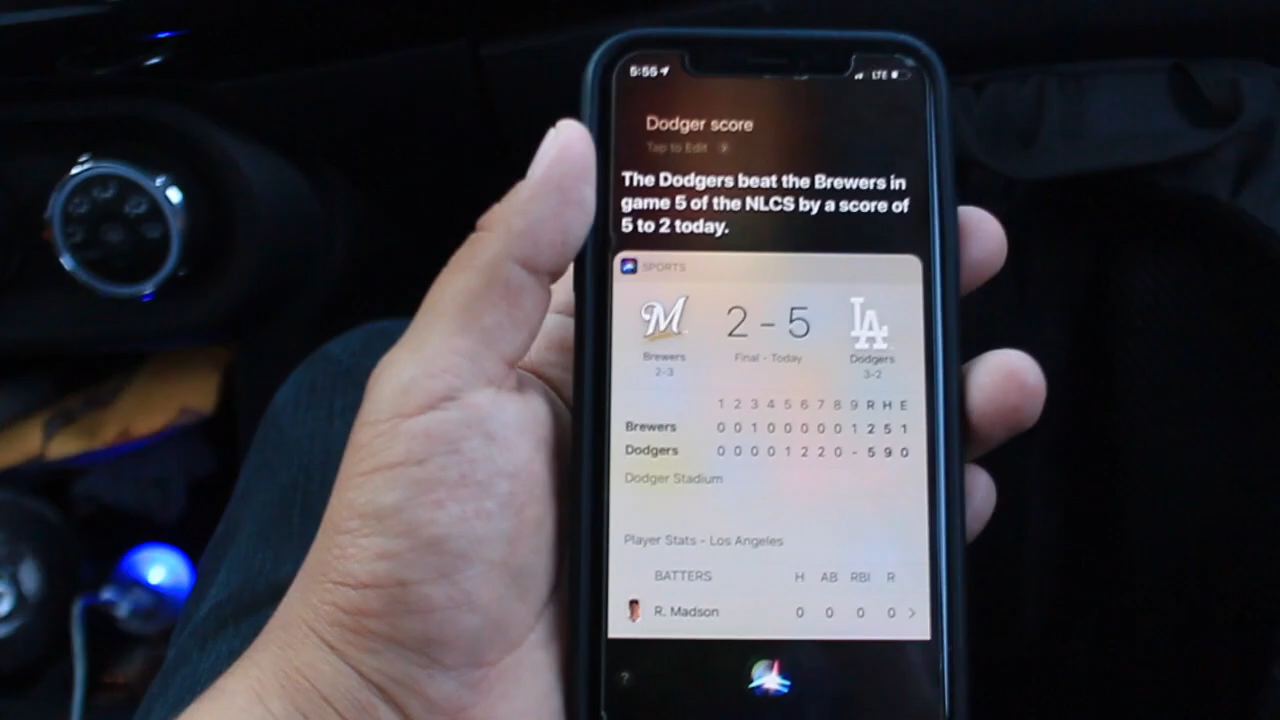 5:55 LTE
Dodger score
Tap to Edit
The Dodgers beat the Brewers in
game 5 of the NLCS by a score of
5 to 2 today.
SPORTS
M 2 - 5 LA
Brewers Final - Today Dodgers
2-3 3-2
1 2 3 4 5 6 7 8 9 R H E
Brewers 0 0 1 0 0 0 0 0 1 2 5 1
Dodgers 0 0 0 0 1 2 2 0 - 5 9 0
Dodger Stadium
Player Stats - Los Angeles
BATTERS H AB RBI R
R. Madson 0 0 0 0 >
?